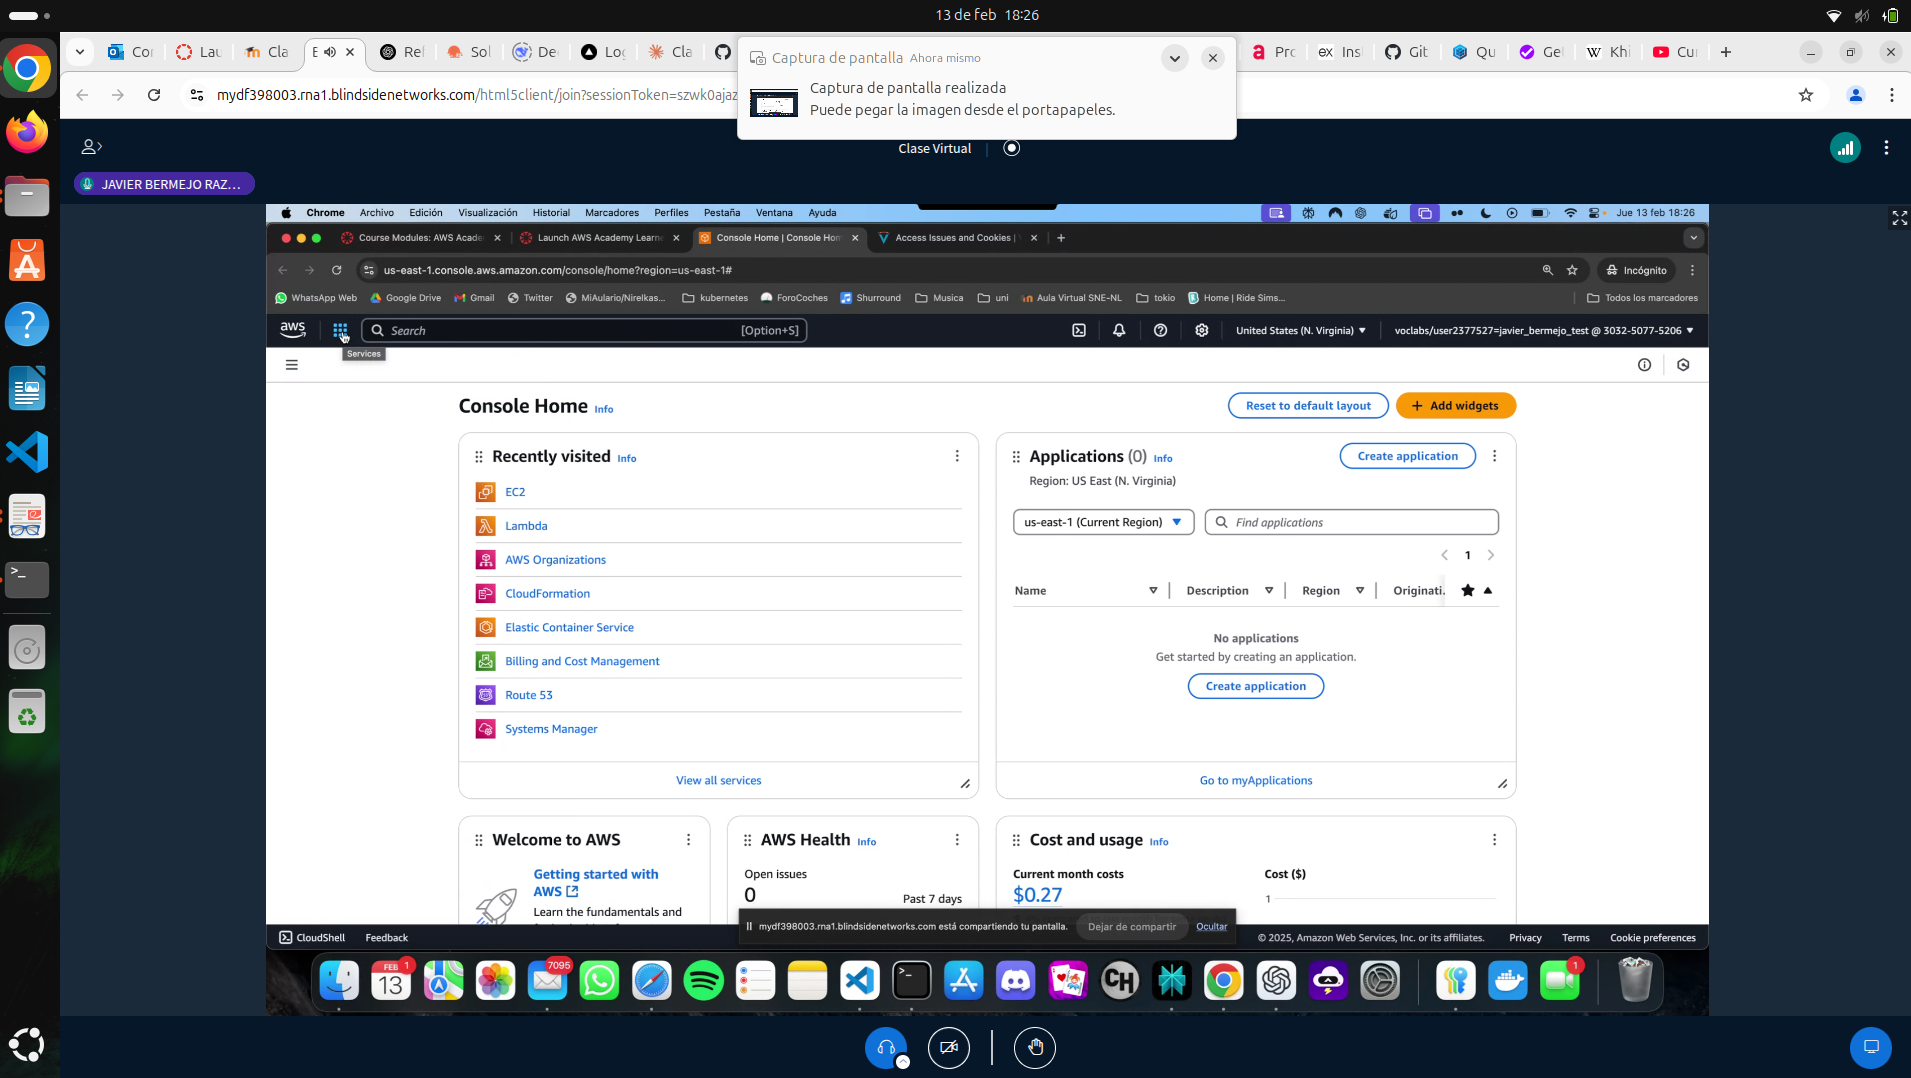 13 de feb 18:26
Cor
Lau
Cla
E
Ref
Sol
De
Log
Cla
Pro
Ins
Git
Qu
Gel
Khi
Cur
Captura de pantalla Ahora mismo
Captura de pantalla realizada
Puede pegar la imagen desde el portapapeles.
mydf398003.rna1.blindsidenetworks.com/html5client/join?sessionToken=szwk0ajaz
Clase Virtual
JAVIER BERMEJO RAZ...
Chrome Archivo Edición Visualización Historial Marcadores Perfiles Pestaña Ventana Ayuda
Jue 13 feb 18:26
Course Modules: AWS Acade
Launch AWS Academy Learne
Console Home | Console Hom
Access Issues and Cookies |
us-east-1.console.aws.amazon.com/console/home?region=us-east-1#
Incógnito
WhatsApp Web Google Drive Gmail Twitter MiAulario/Nirelkas... kubernetes ForoCoches Shurround Musica uni Aula Virtual SNE-NL tokio Home | Ride Sims... Todos los marcadores
aws
Search [Option+S]
United States (N. Virginia)
voclabs/user2377527=javier_bermejo_test @ 3032-5077-5206
Services
Console Home Info
Reset to default layout
Add widgets
Recently visited Info
EC2
Lambda
AWS Organizations
CloudFormation
Elastic Container Service
Billing and Cost Management
Route 53
Systems Manager
View all services
Applications (0) Info
Region: US East (N. Virginia)
Create application
us-east-1 (Current Region)
Find applications
1
Name Description Region Originati.
No applications
Get started by creating an application.
Create application
Go to myApplications
Welcome to AWS
Getting started with
AWS
Learn the fundamentals and
AWS Health Info
Open issues
0
Past 7 days
Cost and usage Info
Current month costs
$0.27
Cost ($)
1
mydf398003.rna1.blindsidenetworks.com está compartiendo tu pantalla.
Dejar de compartir
Ocultar
CloudShell Feedback
© 2025, Amazon Web Services, Inc. or its affiliates. Privacy Terms Cookie preferences
FEB
13
1
7095
CH
1